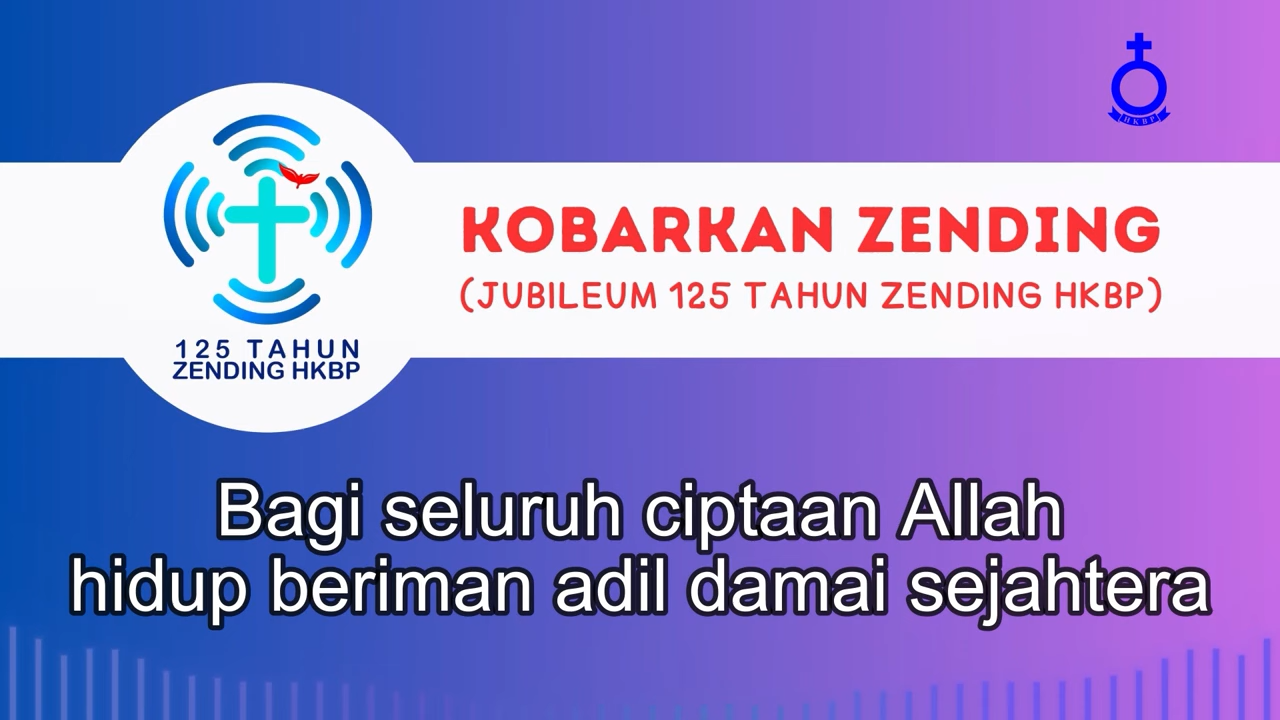 HKBP
KOBARKAN ZENDING
(JUBILEUM 125 TAHUN ZENDING HKBP)
125 TAHUN
ZENDING HKBP
Bagi seluruh ciptaan Allah
hidup beriman adil damai sejahtera